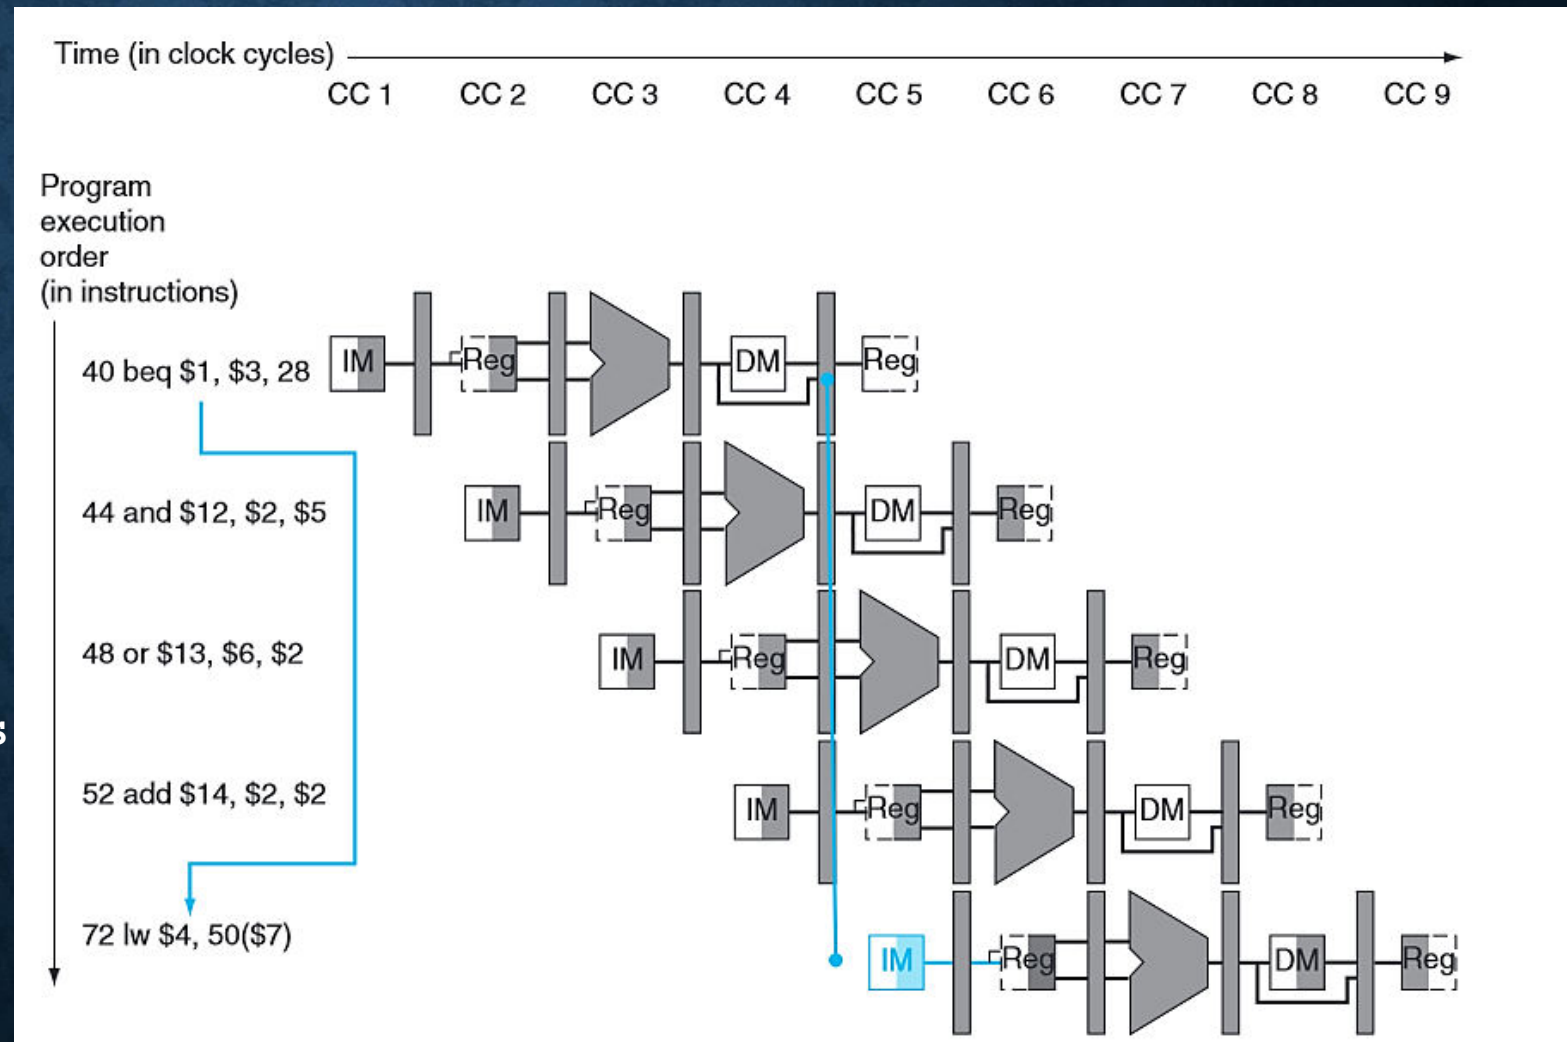 Time (in clock cycles)
CC 1 CC 2 CC 3 CC 4 CC 5 CC 6 CC 7 CC 8 CC 9
Program
execution
order
(in instructions)
40 beq $1, $3, 28
IM Reg DM Reg
44 and $12, $2, $5
IM Reg DM Reg
48 or $13, $6, $2
IM Reg DM Reg
s
52 add $14, $2, $2
IM Reg DM Reg
72 lw $4, 50($7)
IM Reg DM Reg